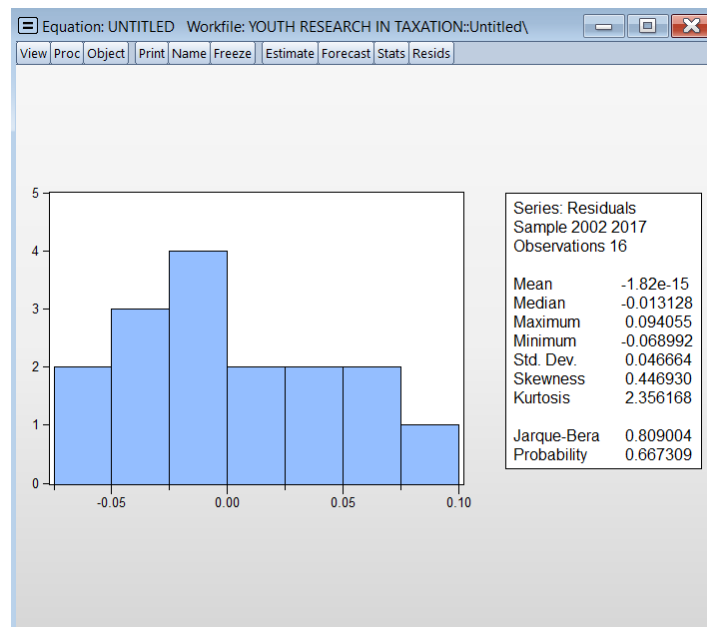 Equation: UNTITLED Workfile: YOUTH RESEARCH IN TAXATION::Untitled\
View Proc Object Print Name Freeze Estimate Forecast Stats Resids
5
4
3
2
1
0
-0.05 0.00 0.05 0.10
Series: Residuals
Sample 2002 2017
Observations 16
Mean -1.82e-15
Median -0.013128
Maximum 0.094055
Minimum -0.068992
Std. Dev. 0.046664
Skewness 0.446930
Kurtosis 2.356168
Jarque-Bera 0.809004
Probability 0.667309